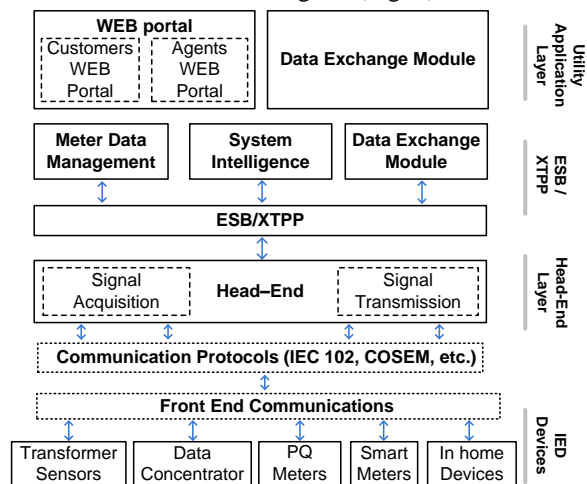 WEB portal
Customers
WEB
Portal
Agents
WEB
Portal
Data Exchange Module
Utility
Application
Layer
Meter Data
Management
System
Intelligence
Data Exchange
Module
ESB /
XTPP
ESB/XTPP
Signal
Acquisition
Head–End
Signal
Transmission
Head-End
Layer
Communication Protocols (IEC 102, COSEM, etc.)
Front End Communications
Transformer
Sensors
Data
Concentrator
PQ
Meters
Smart
Meters
In home
Devices
IED
Devices